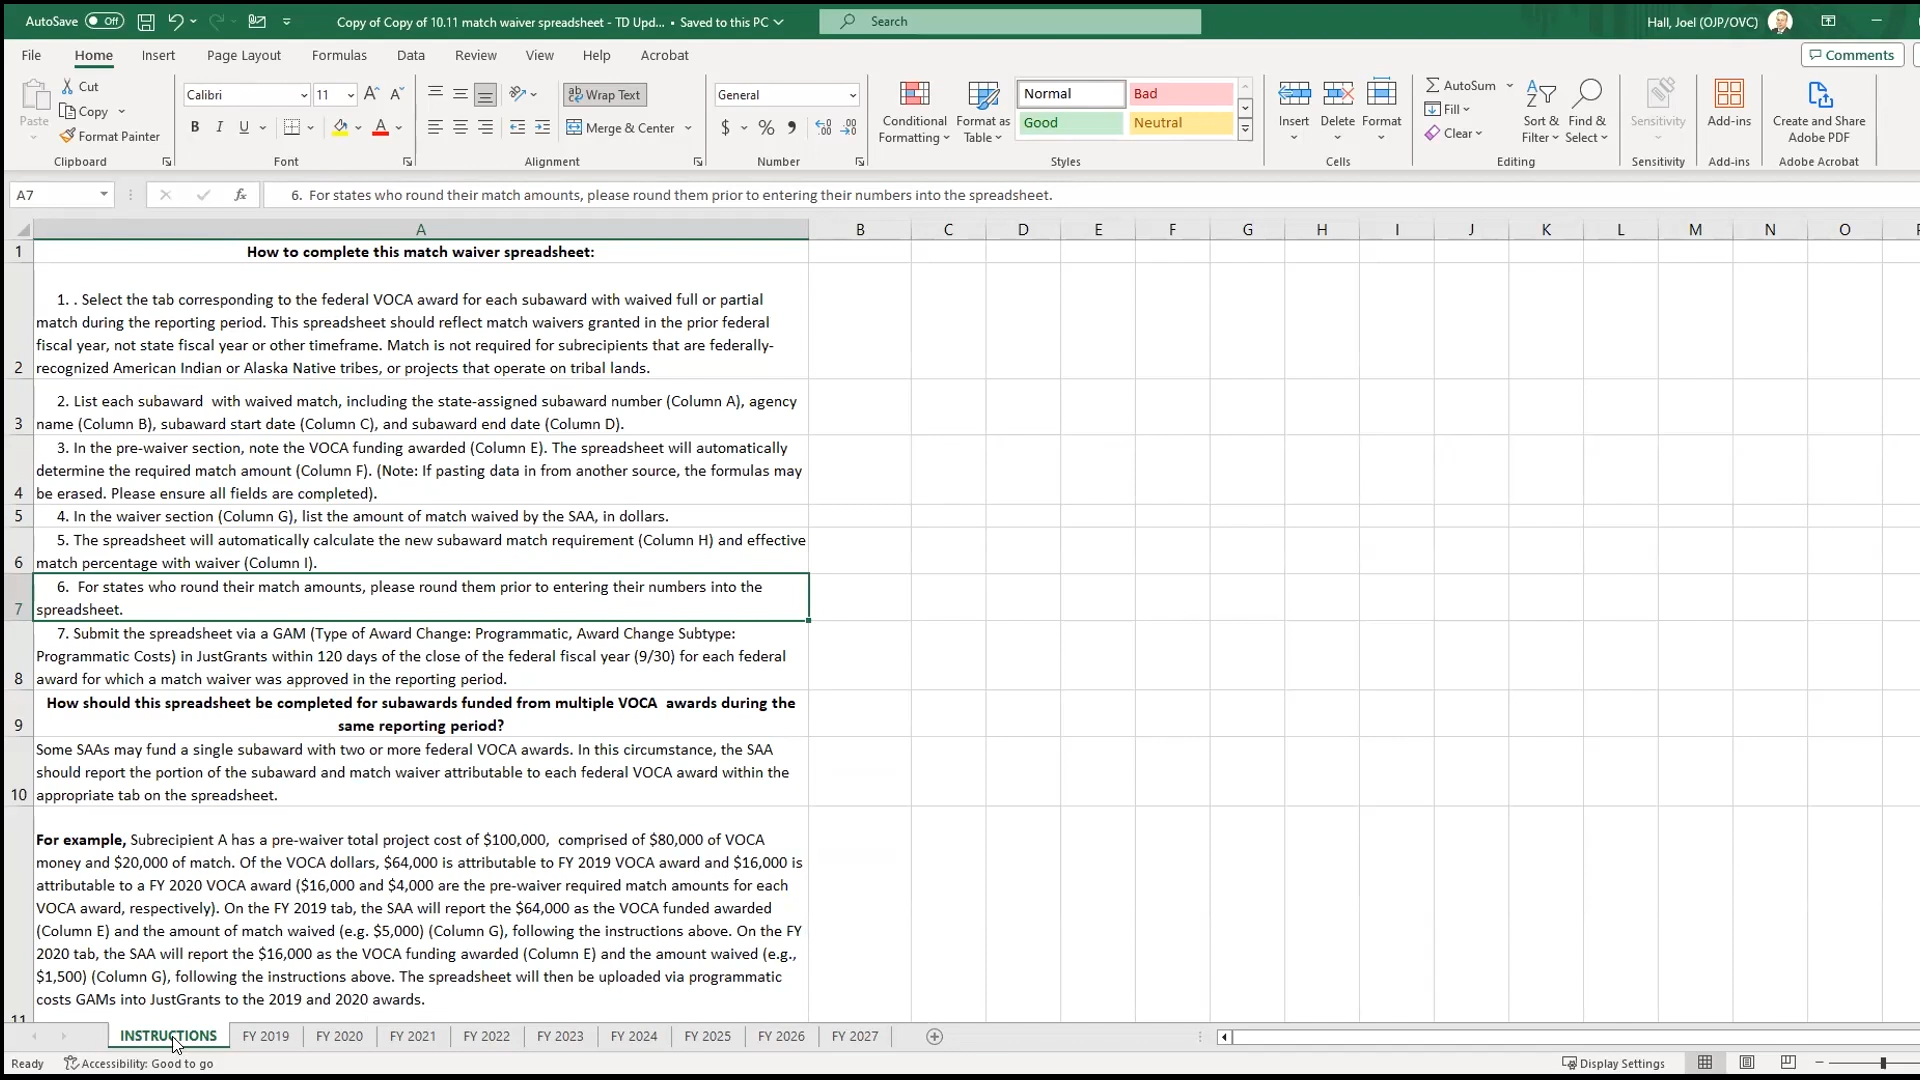 AutoSave Off Copy of Copy of 10.11 match waiver spreadsheet - TD Upd... • Saved to this PC Search Hall, Joel (OJP/OVC)
File Home Insert Page Layout Formulas Data Review View Help Acrobat Comments
Paste Cut Copy Format Painter Clipboard
Calibri 11 B I U A Font
ab Wrap Text Merge & Center Alignment
General $ % Number
Conditional Formatting Format as Table Normal Bad Good Neutral Styles
Insert Delete Format Cells
AutoSum Fill Clear Sort & Filter Find & Select Editing
Sensitivity Sensitivity
Add-ins Add-ins
Create and Share Adobe PDF Adobe Acrobat
A7 fx 6. For states who round their match amounts, please round them prior to entering their numbers into the spreadsheet.
A B C D E F G H I J K L M N O
1 How to complete this match waiver spreadsheet:
1. . Select the tab corresponding to the federal VOCA award for each subaward with waived full or partial
match during the reporting period. This spreadsheet should reflect match waivers granted in the prior federal
fiscal year, not state fiscal year or other timeframe. Match is not required for subrecipients that are federally-
2 recognized American Indian or Alaska Native tribes, or projects that operate on tribal lands.
2. List each subaward  with waived match, including the state-assigned subaward number (Column A), agency
3 name (Column B), subaward start date (Column C), and subaward end date (Column D).
3. In the pre-waiver section, note the VOCA funding awarded (Column E). The spreadsheet will automatically
determine the required match amount (Column F). (Note: If pasting data in from another source, the formulas may
4 be erased. Please ensure all fields are completed).
5 4. In the waiver section (Column G), list the amount of match waived by the SAA, in dollars.
5. The spreadsheet will automatically calculate the new subaward match requirement (Column H) and effective
6 match percentage with waiver (Column I).
6.  For states who round their match amounts, please round them prior to entering their numbers into the
7 spreadsheet.
7. Submit the spreadsheet via a GAM (Type of Award Change: Programmatic, Award Change Subtype:
Programmatic Costs) in JustGrants within 120 days of the close of the federal fiscal year (9/30) for each federal
8 award for which a match waiver was approved in the reporting period.
How should this spreadsheet be completed for subawards funded from multiple VOCA  awards during the
9 same reporting period?
Some SAAs may fund a single subaward with two or more federal VOCA awards. In this circumstance, the SAA
should report the portion of the subaward and match waiver attributable to each federal VOCA award within the
10 appropriate tab on the spreadsheet.
For example, Subrecipient A has a pre-waiver total project cost of $100,000,  comprised of $80,000 of VOCA
money and $20,000 of match. Of the VOCA dollars, $64,000 is attributable to FY 2019 VOCA award and $16,000 is
attributable to a FY 2020 VOCA award ($16,000 and $4,000 are the pre-waiver required match amounts for each
VOCA award, respectively). On the FY 2019 tab, the SAA will report the $64,000 as the VOCA funded awarded
(Column E) and the amount of match waived (e.g. $5,000) (Column G), following the instructions above. On the FY
2020 tab, the SAA will report the $16,000 as the VOCA funding awarded (Column E) and the amount waived (e.g.,
$1,500) (Column G), following the instructions above. The spreadsheet will then be uploaded via programmatic
costs GAMs into JustGrants to the 2019 and 2020 awards.
11
INSTRUCTIONS FY 2019 FY 2020 FY 2021 FY 2022 FY 2023 FY 2024 FY 2025 FY 2026 FY 2027
Ready Accessibility: Good to go Display Settings